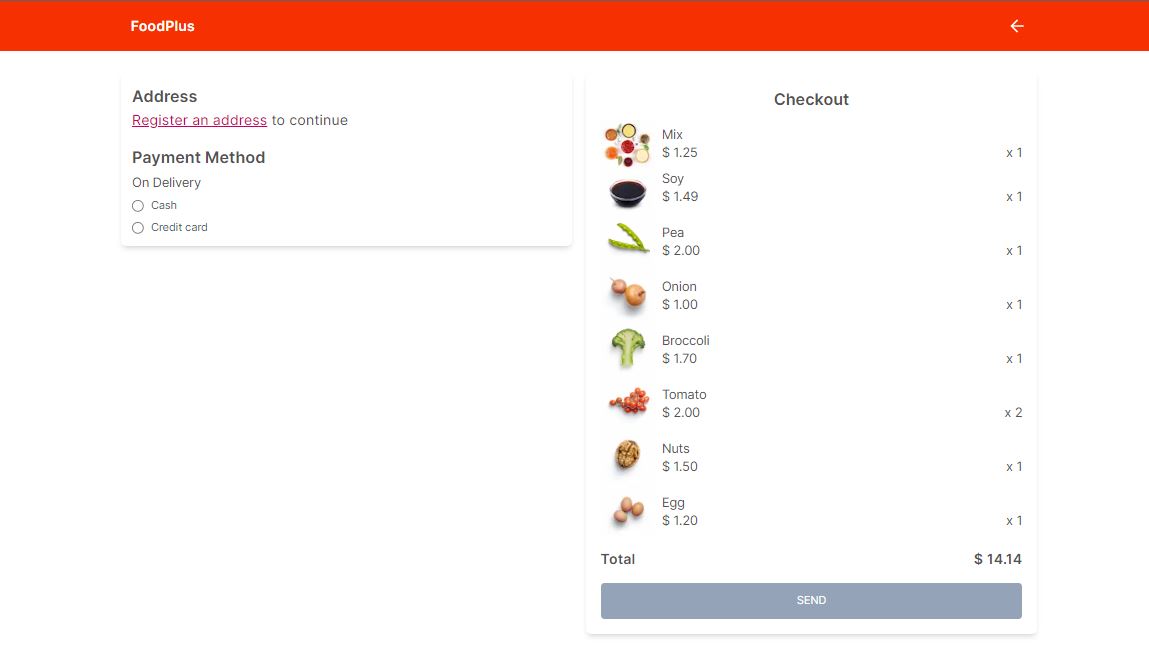 FoodPlus
Address
Register an address to continue
Payment Method
On Delivery
Cash
Credit card
Checkout
Mix
$ 1.25
x 1
Soy
$ 1.49
x 1
Pea
$ 2.00
x 1
Onion
$ 1.00
x 1
Broccoli
$ 1.70
x 1
Tomato
$ 2.00
x 2
Nuts
$ 1.50
x 1
Egg
$ 1.20
x 1
Total
$ 14.14
SEND